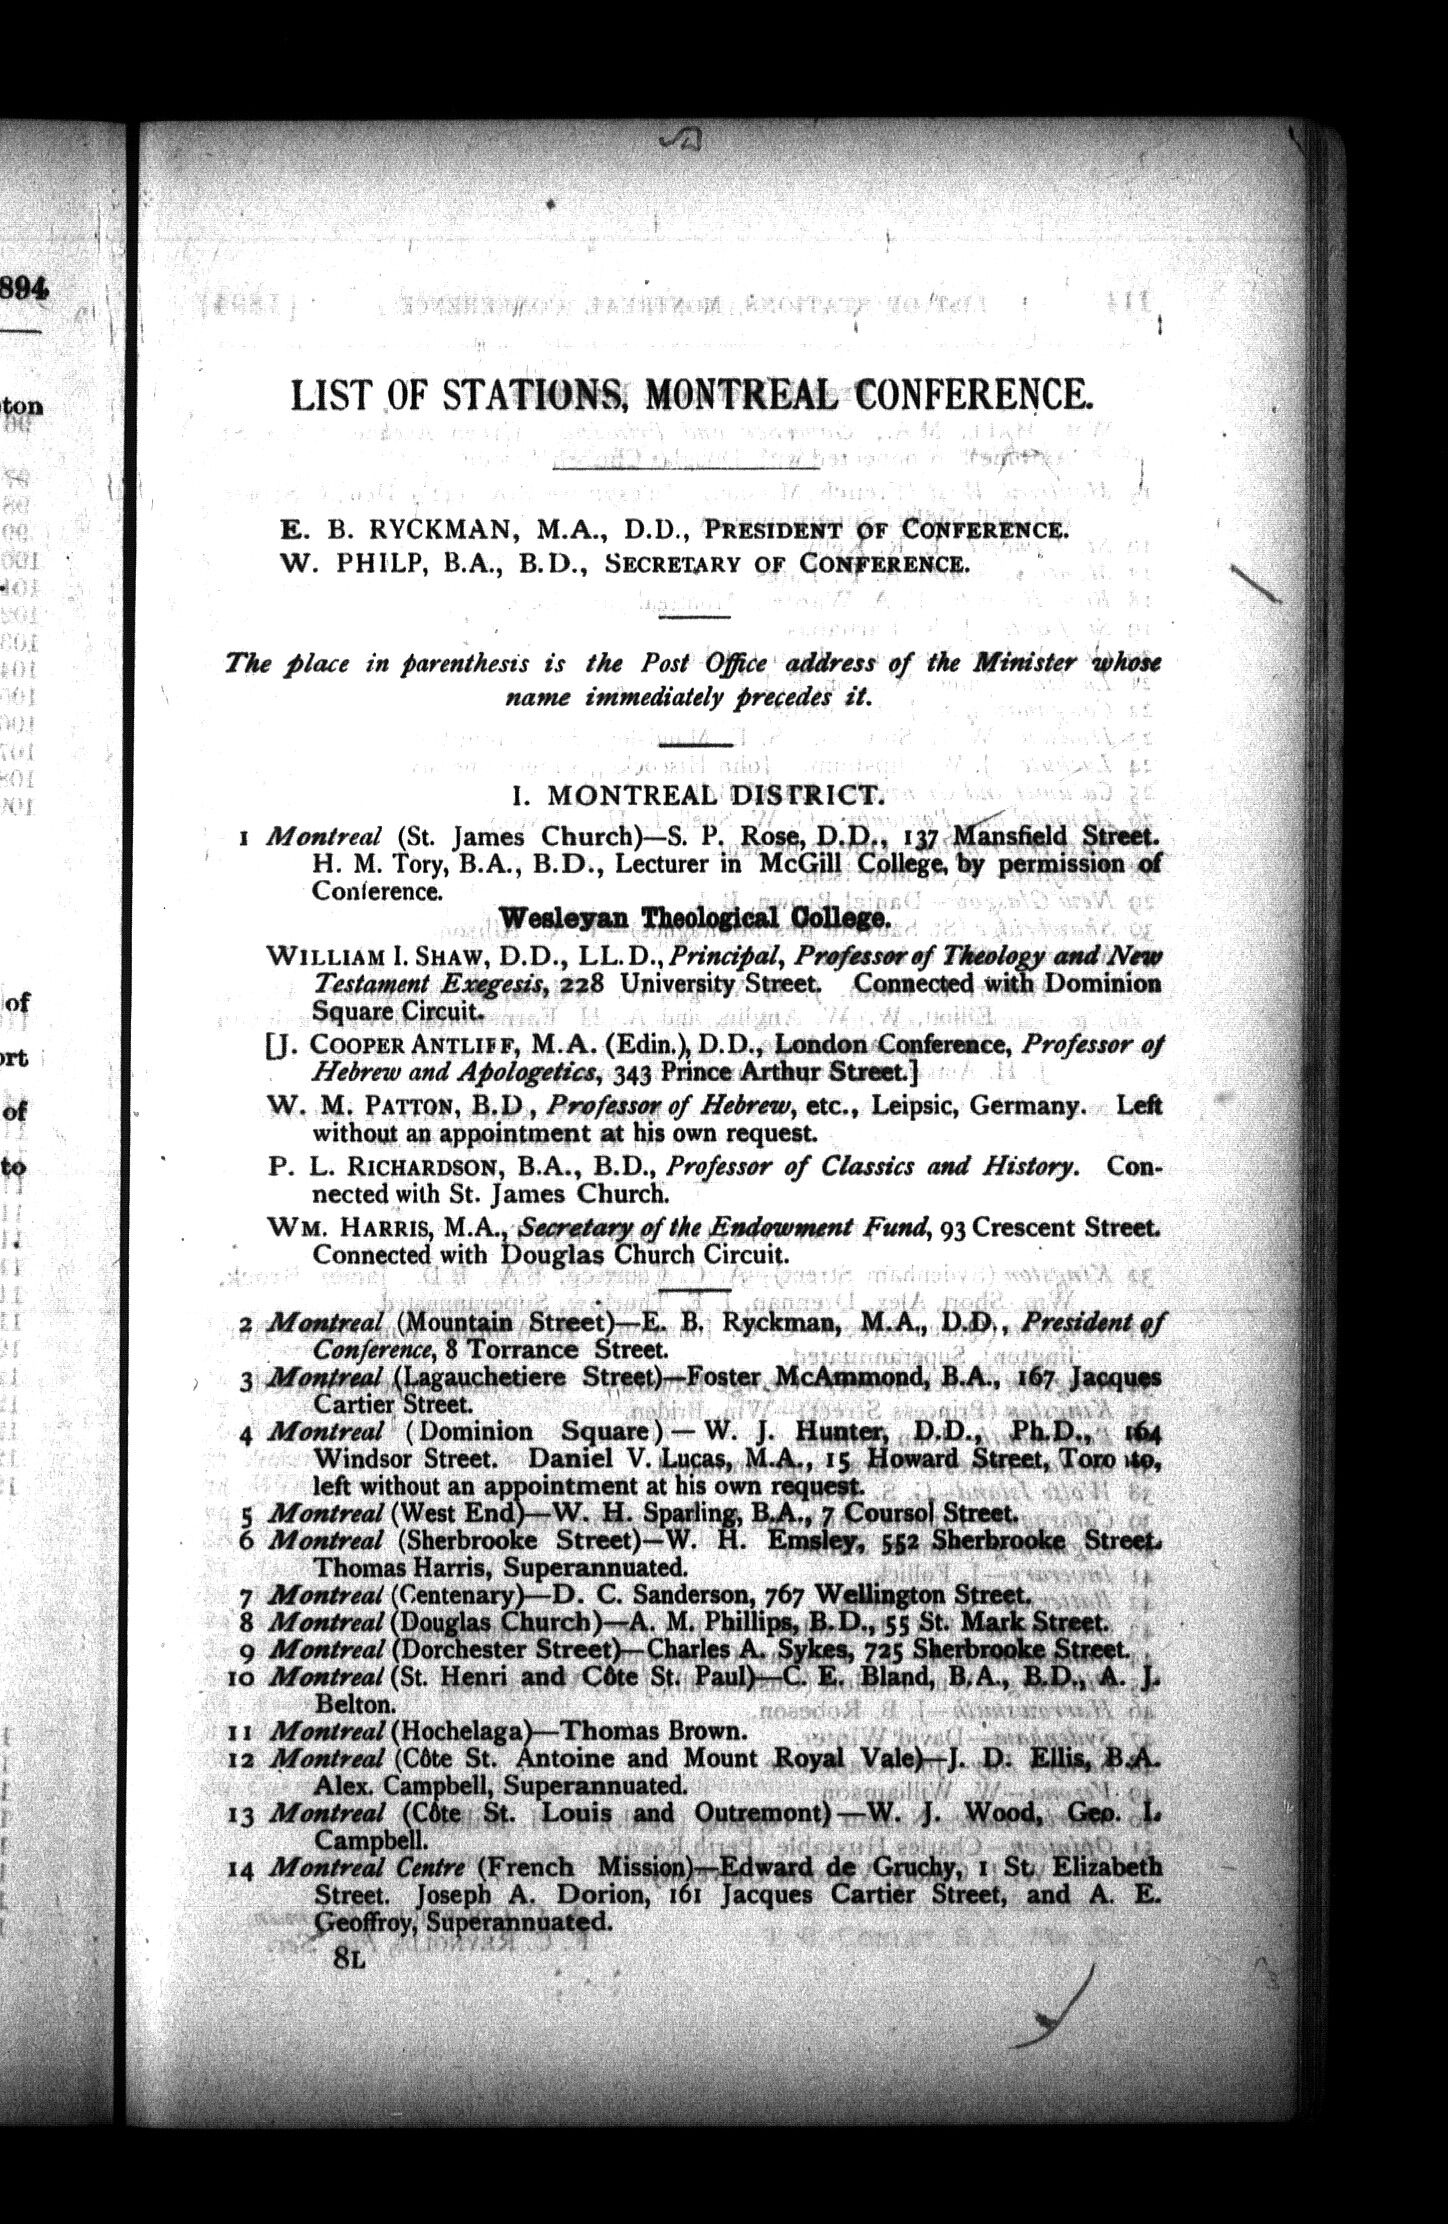 LIST OF STATIONS, MONTREAL CONFERENCE.
E. B. RYCKMAN, M.A., D.D., PRESIDENT OF CONFERENCE.
W. PHILP, B.A., B.D., SECRETARY OF CONFERENCE.
The place in parenthesis is the Post Office address of the Minister whose
name immediately precedes it.
I. MONTREAL DISTRICT.
1 Montreal (St. James Church)—S. P. Rose, D.D., 137 Mansfield Street.
H. M. Tory, B.A., B.D., Lecturer in McGill College, by permission of
Conference.
Wesleyan Theological College.
WILLIAM I. SHAW, D.D., LL.D., Principal, Professor of Theology and New
Testament Exegesis, 228 University Street. Connected with Dominion
Square Circuit.
[J. COOPER ANTLIFF, M.A. (Edin.), D.D., London Conference, Professor of
Hebrew and Apologetics, 343 Prince Arthur Street.]
W. M. PATTON, B.D, Professor of Hebrew, etc., Leipsic, Germany. Left
without an appointment at his own request.
P. L. RICHARDSON, B.A., B.D., Professor of Classics and History. Con-
nected with St. James Church.
WM. HARRIS, M.A., Secretary of the Endowment Fund, 93 Crescent Street.
Connected with Douglas Church Circuit.
2 Montreal (Mountain Street)—E. B. Ryckman, M.A., D.D., President of
Conference, 8 Torrance Street.
3 Montreal (Lagauchetiere Street)—Foster McAmmond, B.A., 167 Jacques
Cartier Street.
4 Montreal (Dominion Square)—W. J. Hunter, D.D., Ph.D., 164
Windsor Street. Daniel V. Lucas, M.A., 15 Howard Street, Toronto,
left without an appointment at his own request.
5 Montreal (West End)—W. H. Sparling, B.A., 7 Coursol Street.
6 Montreal (Sherbrooke Street)—W. H. Emsley, 552 Sherbrooke Street.
Thomas Harris, Superannuated.
7 Montreal (Centenary)—D. C. Sanderson, 767 Wellington Street.
8 Montreal (Douglas Church)—A. M. Phillips, B.D., 55 St. Mark Street.
9 Montreal (Dorchester Street)—Charles A. Sykes, 725 Sherbrooke Street.
10 Montreal (St. Henri and Côte St. Paul)—C. E. Bland, B.A., B.D., A. J.
Belton.
11 Montreal (Hochelaga)—Thomas Brown.
12 Montreal (Côte St. Antoine and Mount Royal Vale)—J. D. Ellis, B.A.
Alex. Campbell, Superannuated.
13 Montreal (Côte St. Louis and Outremont)—W. J. Wood, Geo. I.
Campbell.
14 Montreal Centre (French Mission)—Edward de Gruchy, 1 St. Elizabeth
Street. Joseph A. Dorion, 161 Jacques Cartier Street, and A. E.
Geoffroy, Superannuated.
8L